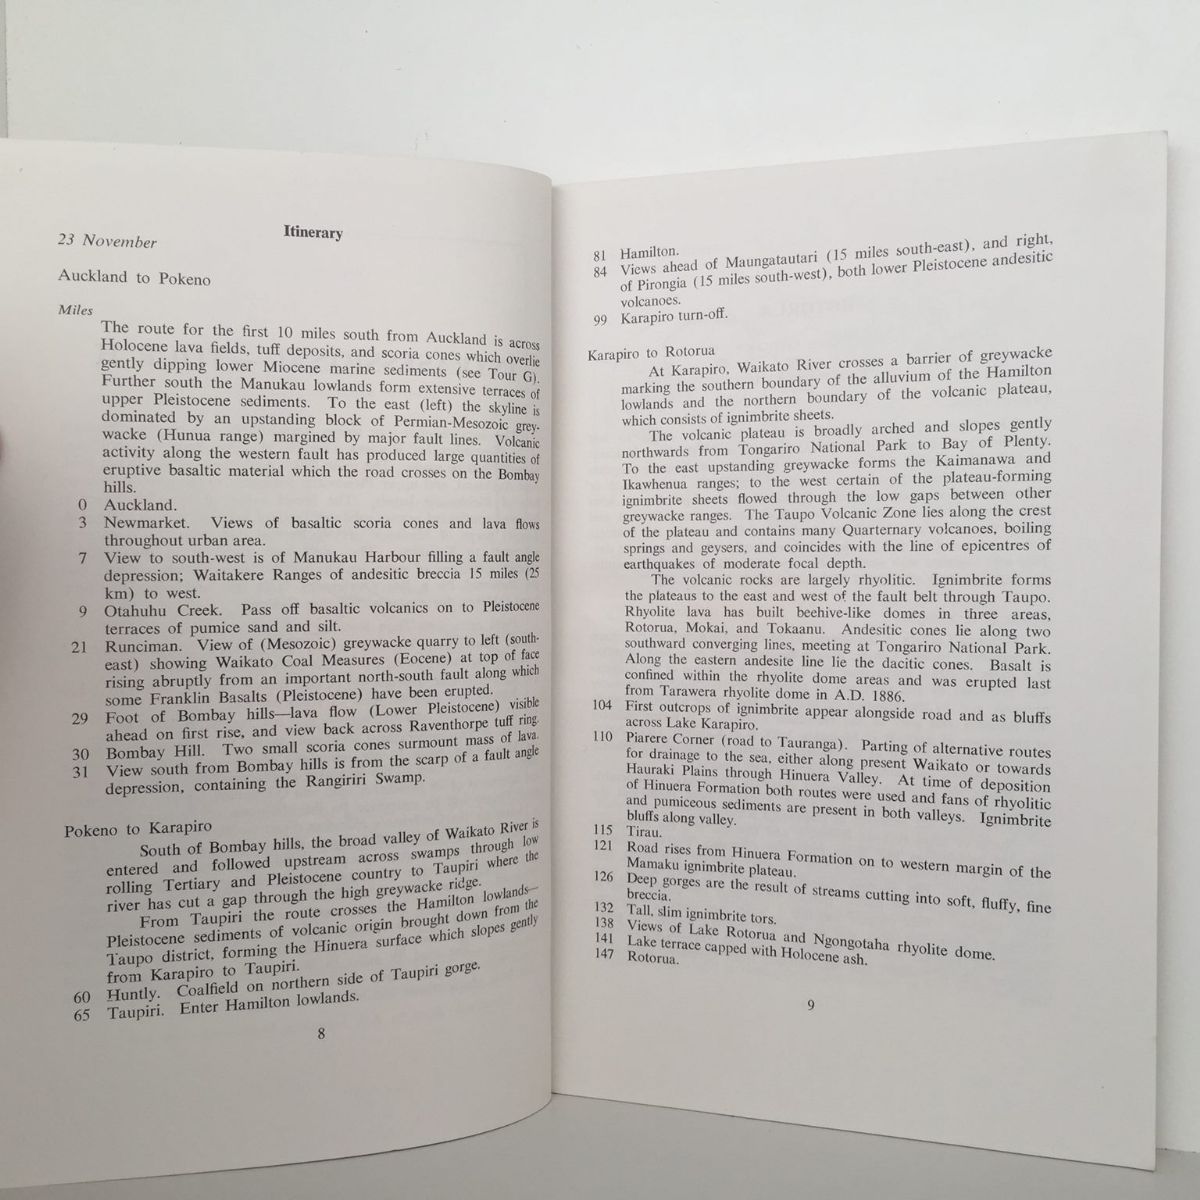 Itinerary
23 November
Auckland to Pokeno
Miles
The route for the first 10 miles south from Auckland is across
Holocene lava fields, tuff deposits, and scoria cones which overlie
gently dipping lower Miocene marine sediments (see Tour G).
Further south the Manukau lowlands form extensive terraces of
upper Pleistocene sediments. To the east (left) the skyline is
dominated by an upstanding block of Permian-Mesozoic grey-
wacke (Hunua range) margined by major fault lines. Volcanic
activity along the western fault has produced large quantities of
eruptive basaltic material which the road crosses on the Bombay
hills.
0 Auckland.
3 Newmarket. Views of basaltic scoria cones and lava flows
throughout urban area.
7 View to south-west is of Manukau Harbour filling a fault angle
depression; Waitakere Ranges of andesitic breccia 15 miles (25
km) to west.
9 Otahuhu Creek. Pass off basaltic volcanics on to Pleistocene
terraces of pumice sand and silt.
21 Runciman. View of (Mesozoic) greywacke quarry to left (south-
east) showing Waikato Coal Measures (Eocene) at top of face
rising abruptly from an important north-south fault along which
some Franklin Basalts (Pleistocene) have been erupted.
29 Foot of Bombay hills—lava flow (Lower Pleistocene) visible
ahead on first rise, and view back across Raventhorpe tuff ring.
30 Bombay Hill. Two small scoria cones surmount mass of lava.
31 View south from Bombay hills is from the scarp of a fault angle
depression, containing the Rangiriri Swamp.
Pokeno to Karapiro
South of Bombay hills, the broad valley of Waikato River is
entered and followed upstream across swamps through low
rolling Tertiary and Pleistocene country to Taupiri where the
river has cut a gap through the high greywacke ridge.
From Taupiri the route crosses the Hamilton lowlands—
Pleistocene sediments of volcanic origin brought down from the
Taupo district, forming the Hinuera surface which slopes gently
from Karapiro to Taupiri.
60 Huntly. Coalfield on northern side of Taupiri gorge.
65 Taupiri. Enter Hamilton lowlands.
8
81 Hamilton.
84 Views ahead of Maungatautari (15 miles south-east), and right,
of Pirongia (15 miles south-west), both lower Pleistocene andesitic
volcanoes.
99 Karapiro turn-off.
Karapiro to Rotorua
At Karapiro, Waikato River crosses a barrier of greywacke
marking the southern boundary of the alluvium of the Hamilton
lowlands and the northern boundary of the volcanic plateau,
which consists of ignimbrite sheets.
The volcanic plateau is broadly arched and slopes gently
northwards from Tongariro National Park to Bay of Plenty.
To the east upstanding greywacke forms the Kaimanawa and
Ikawhenua ranges; to the west certain of the plateau-forming
ignimbrite sheets flowed through the low gaps between other
greywacke ranges. The Taupo Volcanic Zone lies along the crest
of the plateau and contains many Quarternary volcanoes, boiling
springs and geysers, and coincides with the line of epicentres of
earthquakes of moderate focal depth.
The volcanic rocks are largely rhyolitic. Ignimbrite forms
the plateaus to the east and west of the fault belt through Taupo.
Rhyolite lava has built beehive-like domes in three areas,
Rotorua, Mokai, and Tokaanu. Andesitic cones lie along two
southward converging lines, meeting at Tongariro National Park.
Along the eastern andesite line lie the dacitic cones. Basalt is
confined within the rhyolite dome areas and was erupted last
from Tarawera rhyolite dome in A.D. 1886.
104 First outcrops of ignimbrite appear alongside road and as bluffs
across Lake Karapiro.
110 Piarere Corner (road to Tauranga). Parting of alternative routes
for drainage to the sea, either along present Waikato or towards
Hauraki Plains through Hinuera Valley. At time of deposition
of Hinuera Formation both routes were used and fans of rhyolitic
and pumiceous sediments are present in both valleys. Ignimbrite
bluffs along valley.
115 Tirau.
121 Road rises from Hinuera Formation on to western margin of the
Mamaku ignimbrite plateau.
126 Deep gorges are the result of streams cutting into soft, fluffy, fine
breccia.
132 Tall, slim ignimbrite tors.
138 Views of Lake Rotorua and Ngongotaha rhyolite dome.
141 Lake terrace capped with Holocene ash.
147 Rotorua.
9